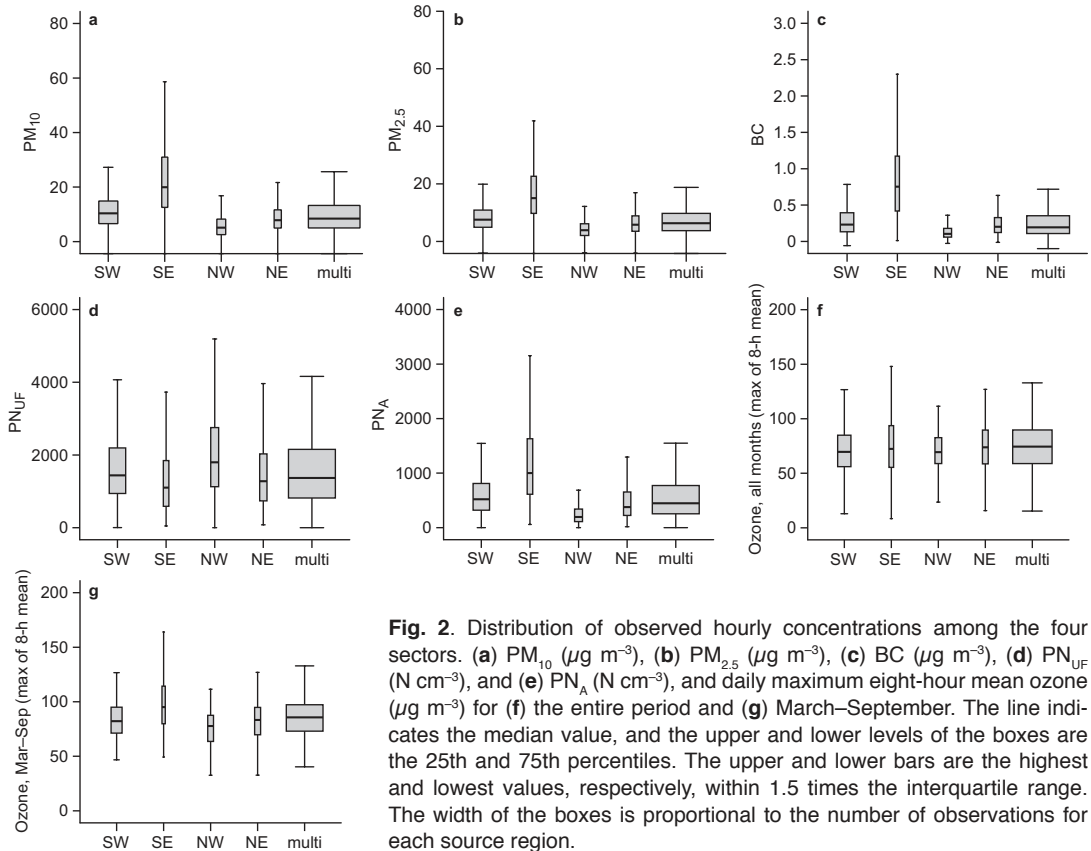 a
PM10
80
60
40
20
0
SW SE NW NE multi
b
PM2.5
80
60
40
20
0
SW SE NW NE multi
c
BC
3.0
2.5
2.0
1.5
1.0
0.5
0
SW SE NW NE multi
d
PNUF
6000
4000
2000
0
SW SE NW NE multi
e
PNA
4000
3000
2000
1000
0
SW SE NW NE multi
f
Ozone, all months (max of 8-h mean)
200
150
100
50
0
SW SE NW NE multi
g
Ozone, Mar–Sep (max of 8-h mean)
200
150
100
50
0
SW SE NW NE multi
Fig. 2. Distribution of observed hourly concentrations among the four
sectors. (a) PM10 (µg m–3), (b) PM2.5 (µg m–3), (c) BC (µg m–3), (d) PNUF
(N cm–3), and (e) PNA (N cm–3), and daily maximum eight-hour mean ozone
(µg m–3) for (f) the entire period and (g) March–September. The line indi-
cates the median value, and the upper and lower levels of the boxes are
the 25th and 75th percentiles. The upper and lower bars are the highest
and lowest values, respectively, within 1.5 times the interquartile range.
The width of the boxes is proportional to the number of observations for
each source region.